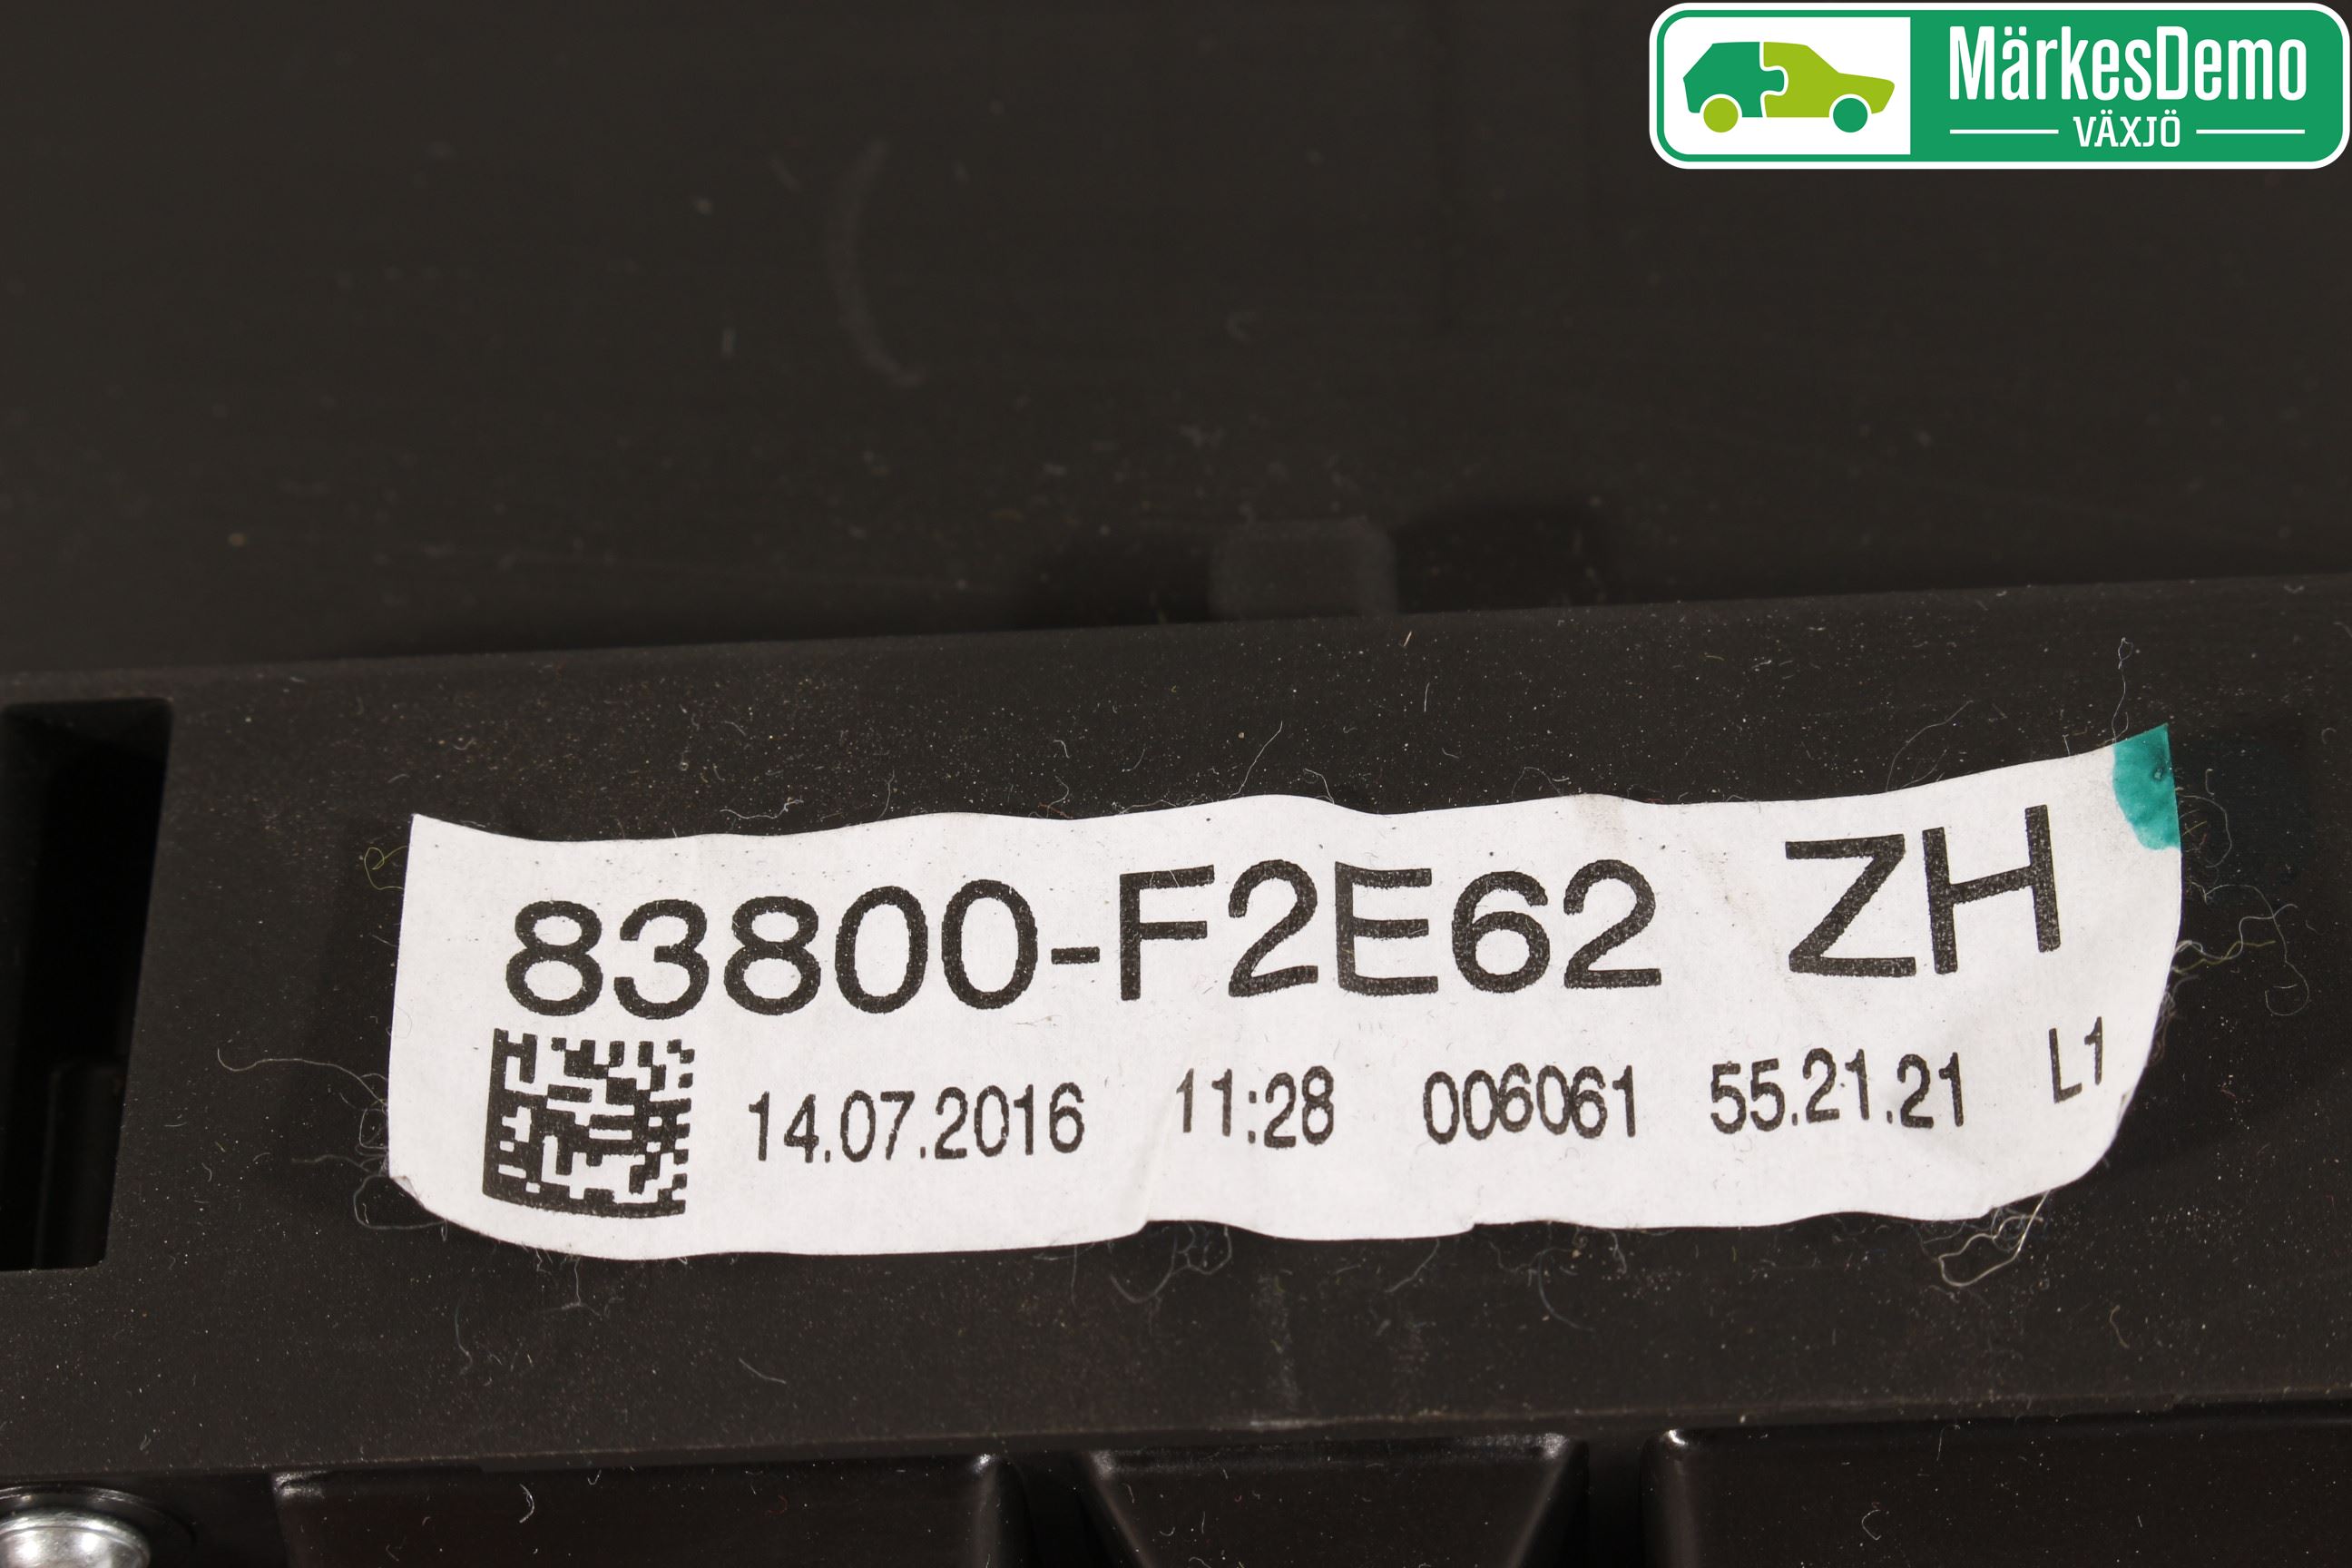 MärkesDemo
VÄXJÖ
83800-F2E62 ZH
14.07.2016 11:28 006061 55.21.21 L1